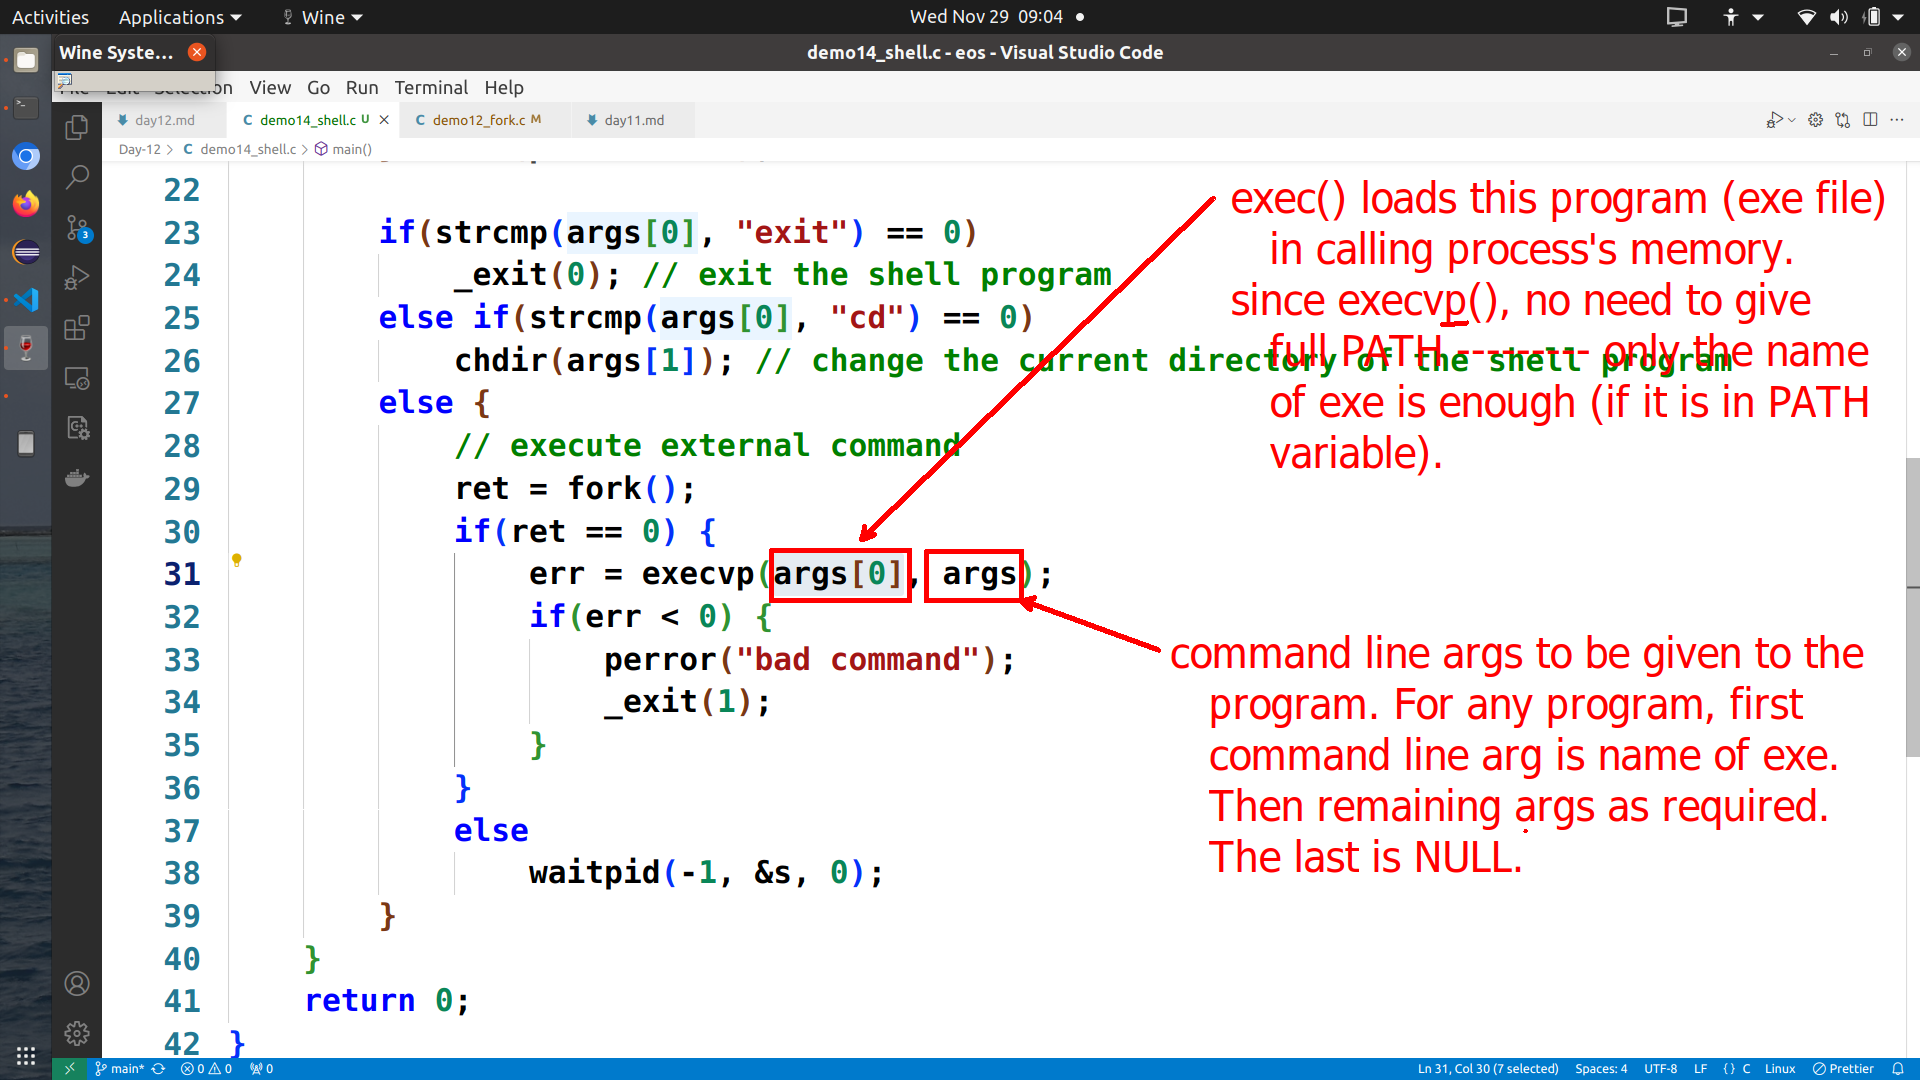 Activities Applications Wine Wed Nov 29 09:04
Wine Syste... demo14_shell.c - eos - Visual Studio Code
View Go Run Terminal Help
day12.md demo14_shell.c U demo12_fork.c M day11.md
Day-12 > C demo14_shell.c > main()
22
23 if(strcmp(args[0], "exit") == 0)
24 _exit(0); // exit the shell program
25 else if(strcmp(args[0], "cd") == 0)
26 chdir(args[1]); // change the current directory of the shell program
27 else {
28 // execute external command
29 ret = fork();
30 if(ret == 0) {
31 err = execvp(args[0], args);
32 if(err < 0) {
33 perror("bad command");
34 _exit(1);
35 }
36 }
37 else
38 waitpid(-1, &s, 0);
39 }
40 }
41 return 0;
42 }
exec() loads this program (exe file)
in calling process's memory.
since execvp(), no need to give
full PATH --------- only the name
of exe is enough (if it is in PATH
variable).
command line args to be given to the
program. For any program, first
command line arg is name of exe.
Then remaining args as required.
The last is NULL.
3
main* 0 0 0 Ln 31, Col 30 (7 selected) Spaces: 4 UTF-8 LF {} C Linux Prettier